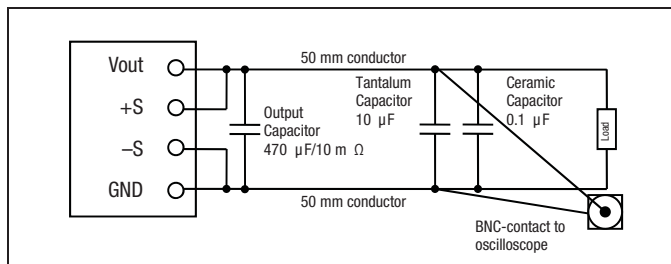 Vout
+S
–S
GND
50 mm conductor
Output
Capacitor
470 µF/10 m Ω
Tantalum
Capacitor
10 µF
Ceramic
Capacitor
0.1 µF
Load
50 mm conductor
BNC-contact to
oscilloscope